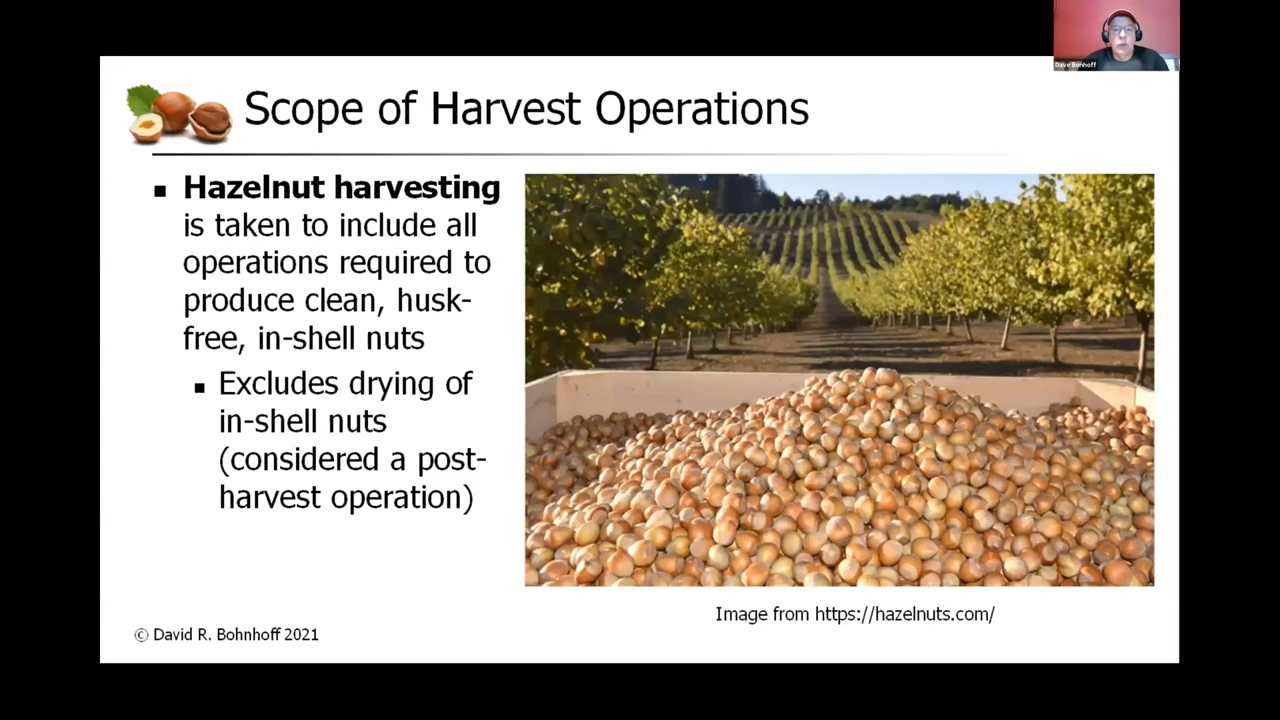 Dave Bohnhoff
Scope of Harvest Operations
Hazelnut harvesting
is taken to include all
operations required to
produce clean, husk-
free, in-shell nuts
Excludes drying of
in-shell nuts
(considered a post-
harvest operation)
Image from https://hazelnuts.com/
© David R. Bohnhoff 2021